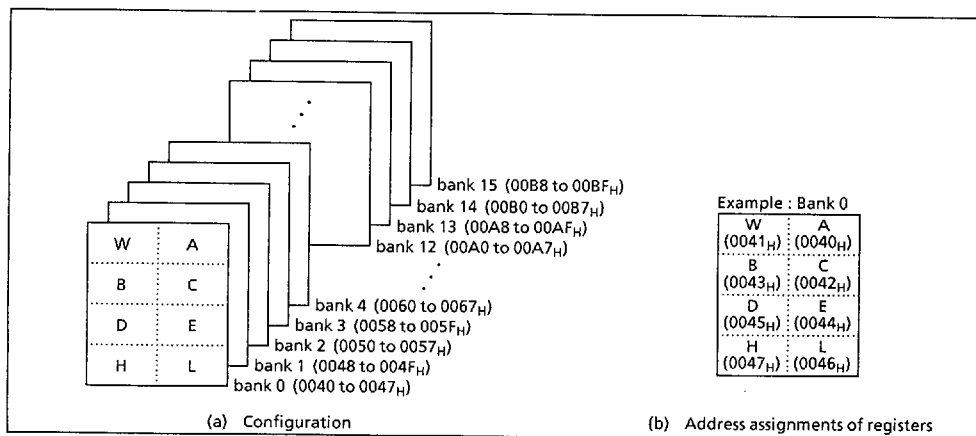 bank 15 (00B8 to 00BFH)
bank 14 (00B0 to 00B7H)
bank 13 (00A8 to 00AFH)
bank 12 (00A0 to 00A7H)
bank 4 (0060 to 0067H)
bank 3 (0058 to 005FH)
bank 2 (0050 to 0057H)
bank 1 (0048 to 004FH)
bank 0 (0040 to 0047H)
W A
B C
D E
H L
(a) Configuration
Example : Bank 0
W A
(0041H) (0040H)
B C
(0043H) (0042H)
D E
(0045H) (0044H)
H L
(0047H) (0046H)
(b) Address assignments of registers